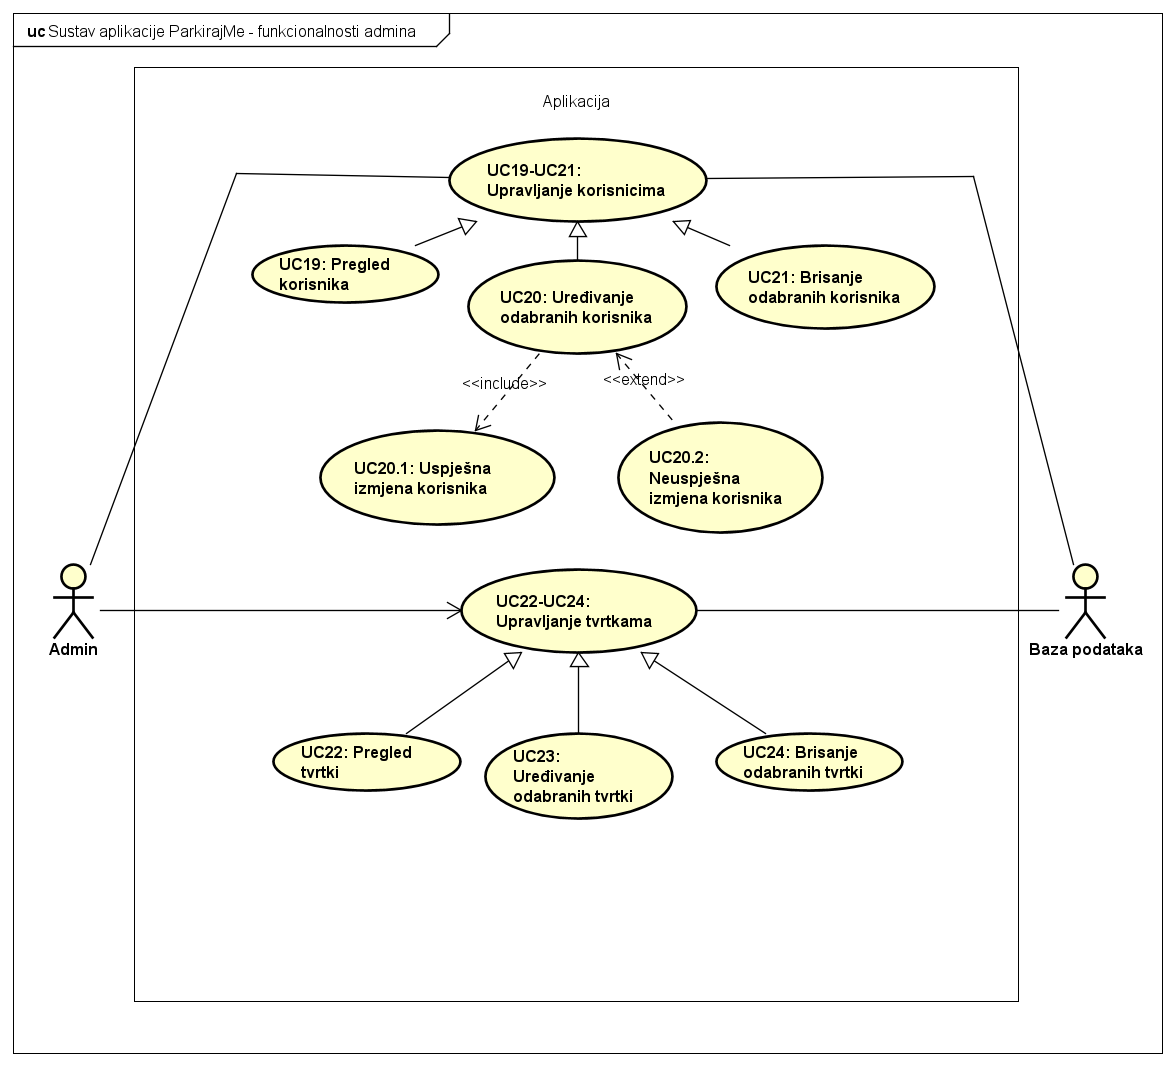 uc Sustav aplikacije ParkirajMe - funkcionalnosti admina
Aplikacija
UC19-UC21:
Upravljanje korisnicima
UC19: Pregled
korisnika
UC20: Uređivanje
odabranih korisnika
UC21: Brisanje
odabranih korisnika
<<include>>
<<extend>>
UC20.1: Uspješna
izmjena korisnika
UC20.2:
Neuspješna
izmjena korisnika
UC22-UC24:
Upravljanje tvrtkama
Admin
Baza podataka
UC22: Pregled
tvrtki
UC23:
Uređivanje
odabranih tvrtki
UC24: Brisanje
odabranih tvrtki